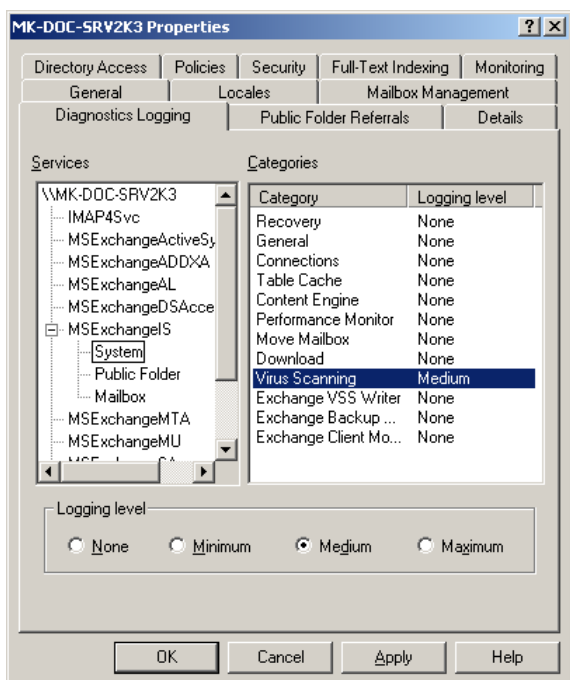 MK-DOC-SRV2K3 Properties
Directory Access Policies Security Full-Text Indexing Monitoring
General Locales Mailbox Management
Diagnostics Logging Public Folder Referrals Details
Services Categories
\\MK-DOC-SRV2K3
IMAP4Svc
MSExchangeActiveSy
MSExchangeADDXA
MSExchangeAL
MSExchangeDSAcce
MSExchangeIS
System
Public Folder
Mailbox
MSExchangeMTA
MSExchangeMU
Category Logging level
Recovery None
General None
Connections None
Table Cache None
Content Engine None
Performance Monitor None
Move Mailbox None
Download None
Virus Scanning Medium
Exchange VSS Writer None
Exchange Backup ... None
Exchange Client Mo... None
Logging level
None Minimum Medium Maximum
OK Cancel Apply Help